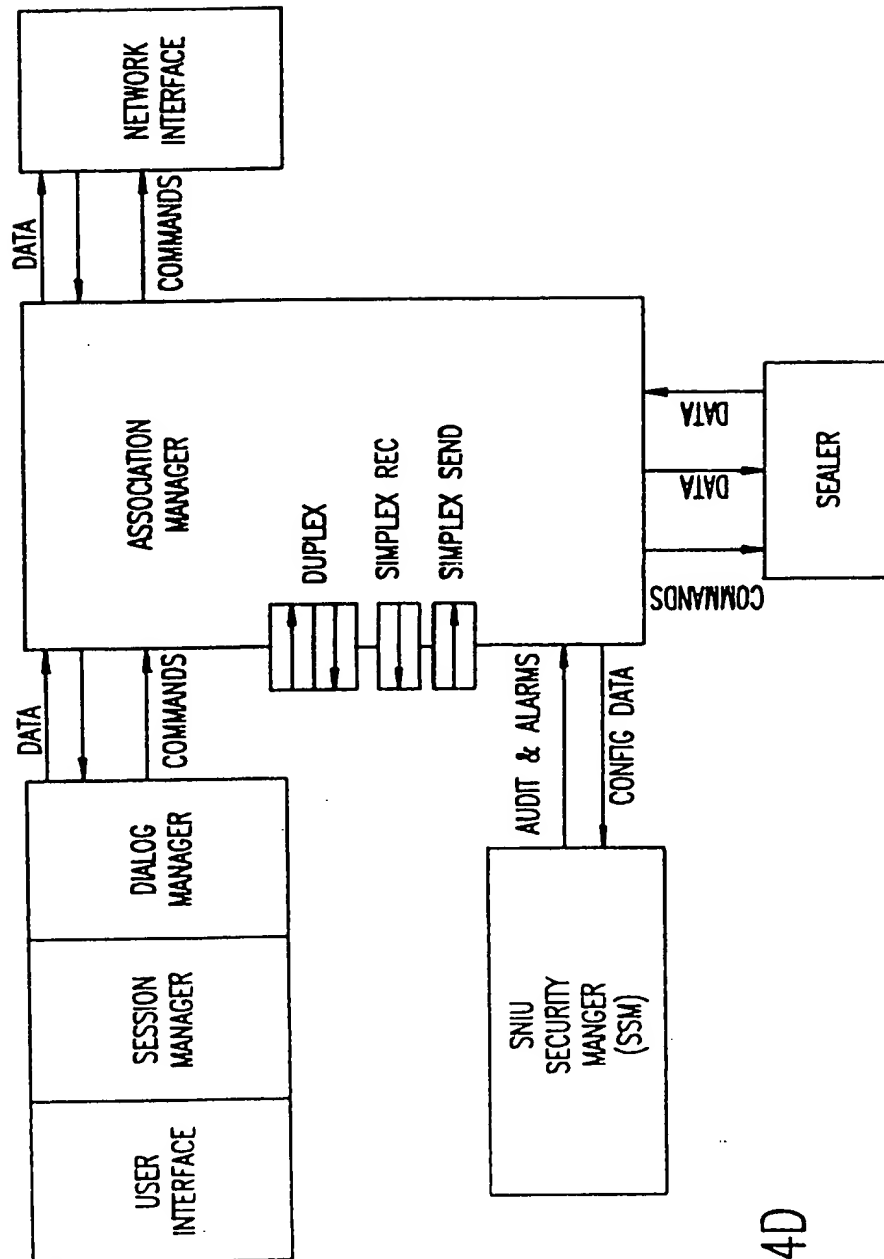 USER
INTERFACE
SESSION
MANAGER
DIALOG
MANAGER
DATA
COMMANDS
ASSOCIATION
MANAGER
DUPLEX
SIMPLEX REC
SIMPLEX SEND
DATA
COMMANDS
NETWORK
INTERFACE
SNIU
SECURITY
MANGER
(SSM)
AUDIT & ALARMS
CONFIG DATA
COMMANDS
DATA
DATA
SEALER
4D